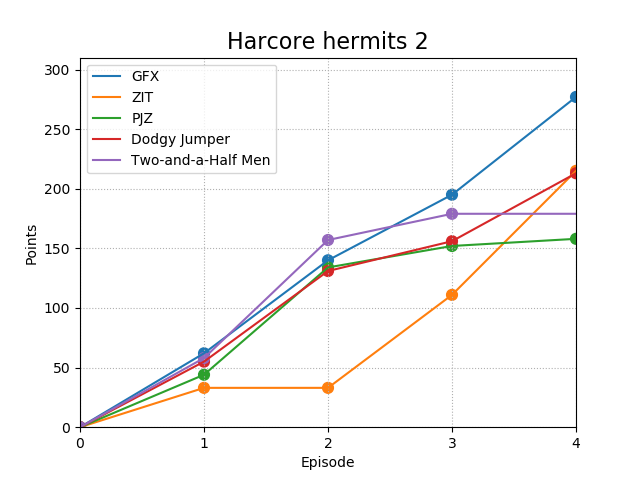 Harcore hermits 2
GFX
ZIT
PJZ
Dodgy Jumper
Two-and-a-Half Men
300
250
200
150
100
50
0
Points
0 1 2 3 4
Episode